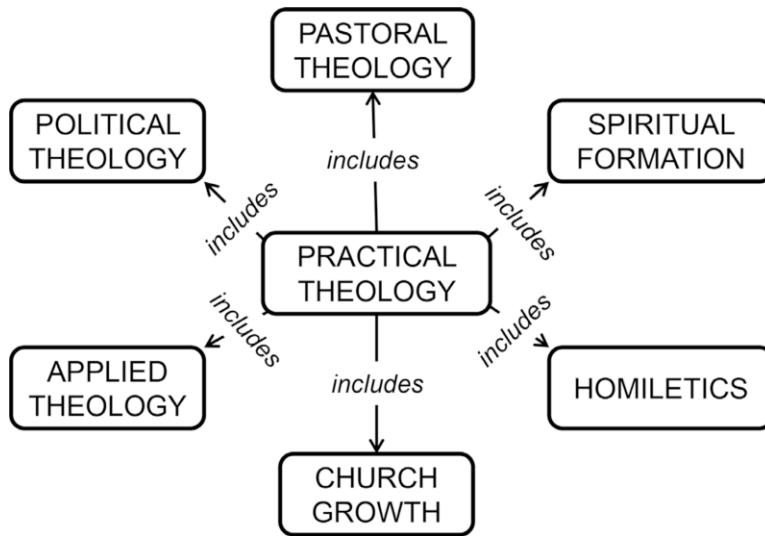 PASTORAL
THEOLOGY
POLITICAL
THEOLOGY
SPIRITUAL
FORMATION
includes
includes
includes
PRACTICAL
THEOLOGY
includes
includes
includes
APPLIED
THEOLOGY
HOMILETICS
CHURCH
GROWTH